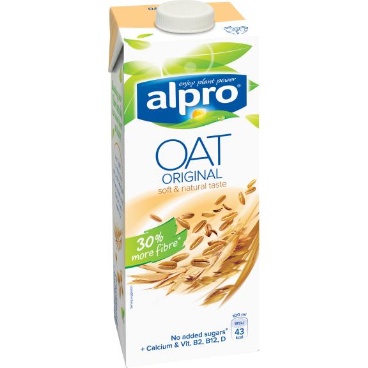 enjoy plant power
alpro
OAT
ORIGINAL
soft & natural taste
30%
more fibre*
No added sugars*
+ Calcium & Vit. B2, B12, D
43